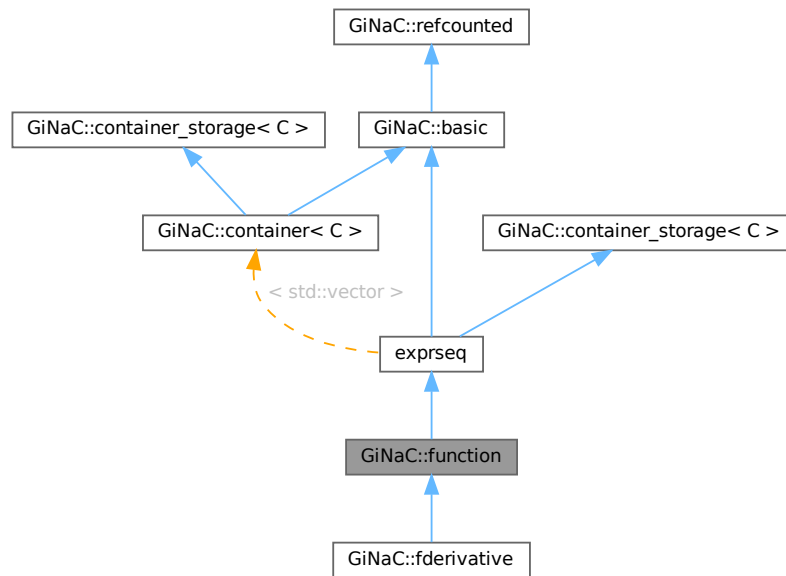 GiNaC::refcounted
GiNaC::container_storage< C >
GiNaC::basic
GiNaC::container< C >
GiNaC::container_storage< C >
< std::vector >
exprseq
GiNaC::function
GiNaC::fderivative